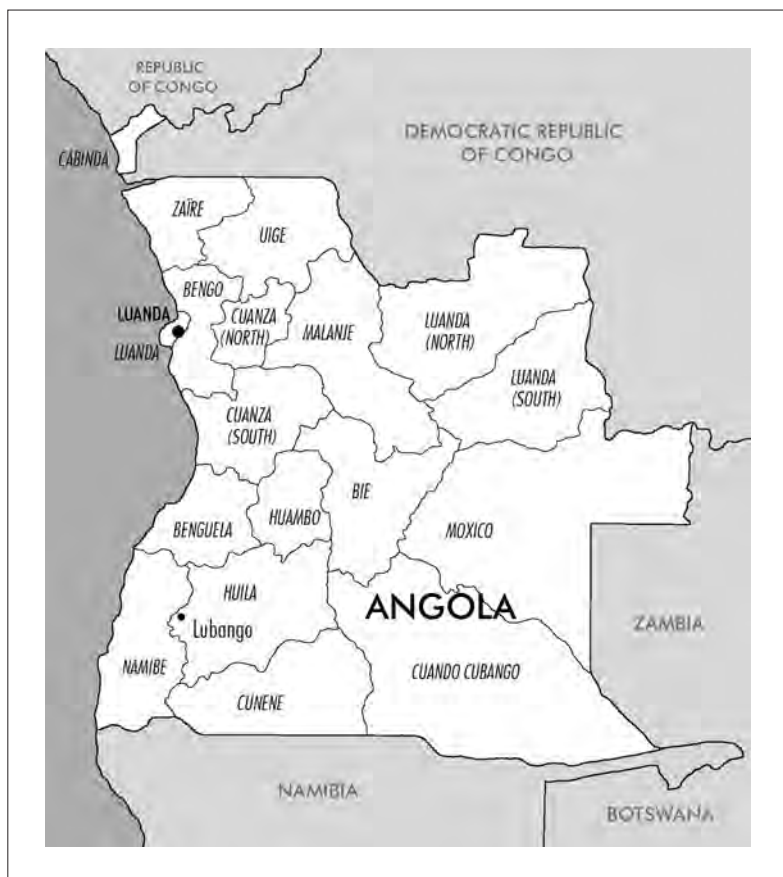 REPUBLIC
OF CONGO
DEMOCRATIC REPUBLIC
OF CONGO
CABINDA
ZAÏRE
UIGE
BENGO
LUANDA
CUANZA
(NORTH)
MALANJE
LUANDA
(NORTH)
LUANDA
LUANDA
(SOUTH)
CUANZA
(SOUTH)
BIE
HUAMBO
BENGUELA
MOXICO
HUILA
ANGOLA
Lubango
ZAMBIA
NAMIBE
CUANDO CUBANGO
CUNENE
NAMIBIA
BOTSWANA